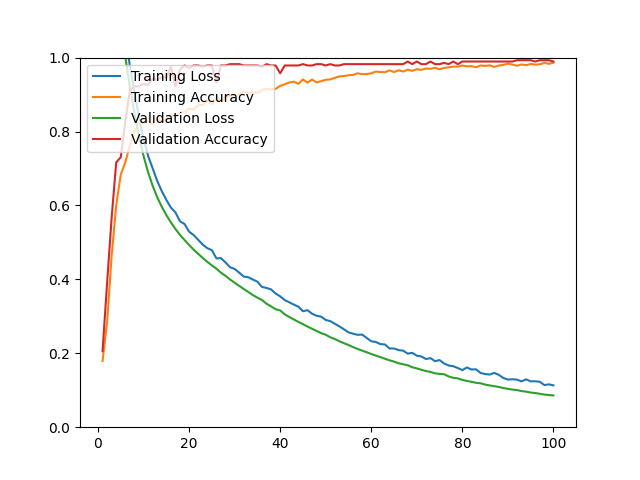 1.0
0.8
0.6
0.4
0.2
0.0
Training Loss
Training Accuracy
Validation Loss
Validation Accuracy
0 20 40 60 80 100